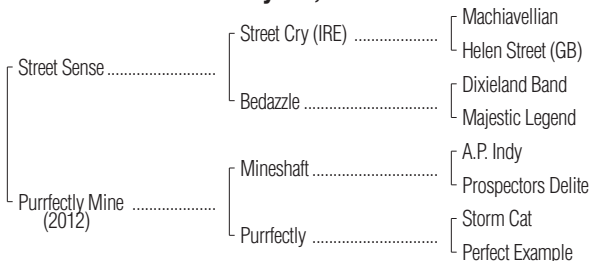 Machiavellian
Street Cry (IRE) ....................
Helen Street (GB)
Street Sense ..........................
Dixieland Band
Bedazzle ................................
Majestic Legend
A.P. Indy
Mineshaft ..............................
Prospectors Delite
Purrfectly Mine ....................
(2012)
Storm Cat
Purrfectly ..............................
Perfect Example